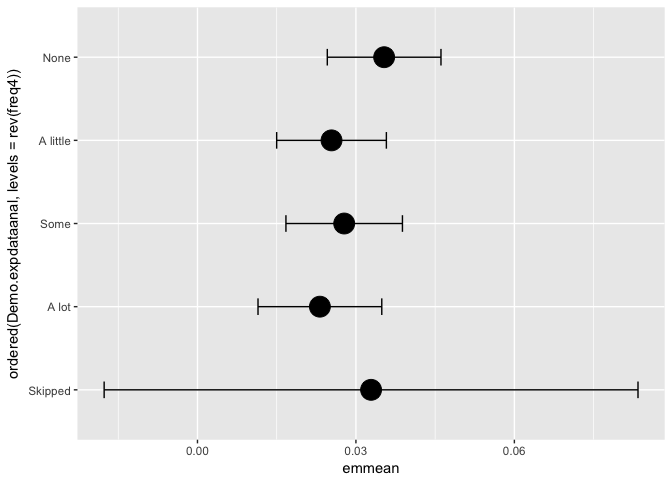 ordered(Demo.expdataanal, levels = rev(freq4))
None
A little
Some
A lot
Skipped
0.00
0.03
0.06
emmean